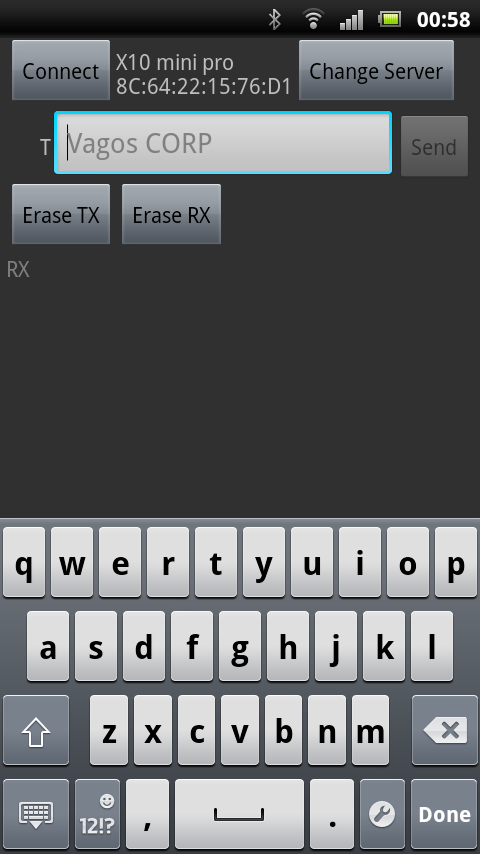 00:58
Connect X10 mini pro Change Server
8C:64:22:15:76:D1
T Vagos CORP Send
Erase TX Erase RX
RX
q w e r t y u i o p
a s d f g h j k l
z x c v b n m
12!? , . Done